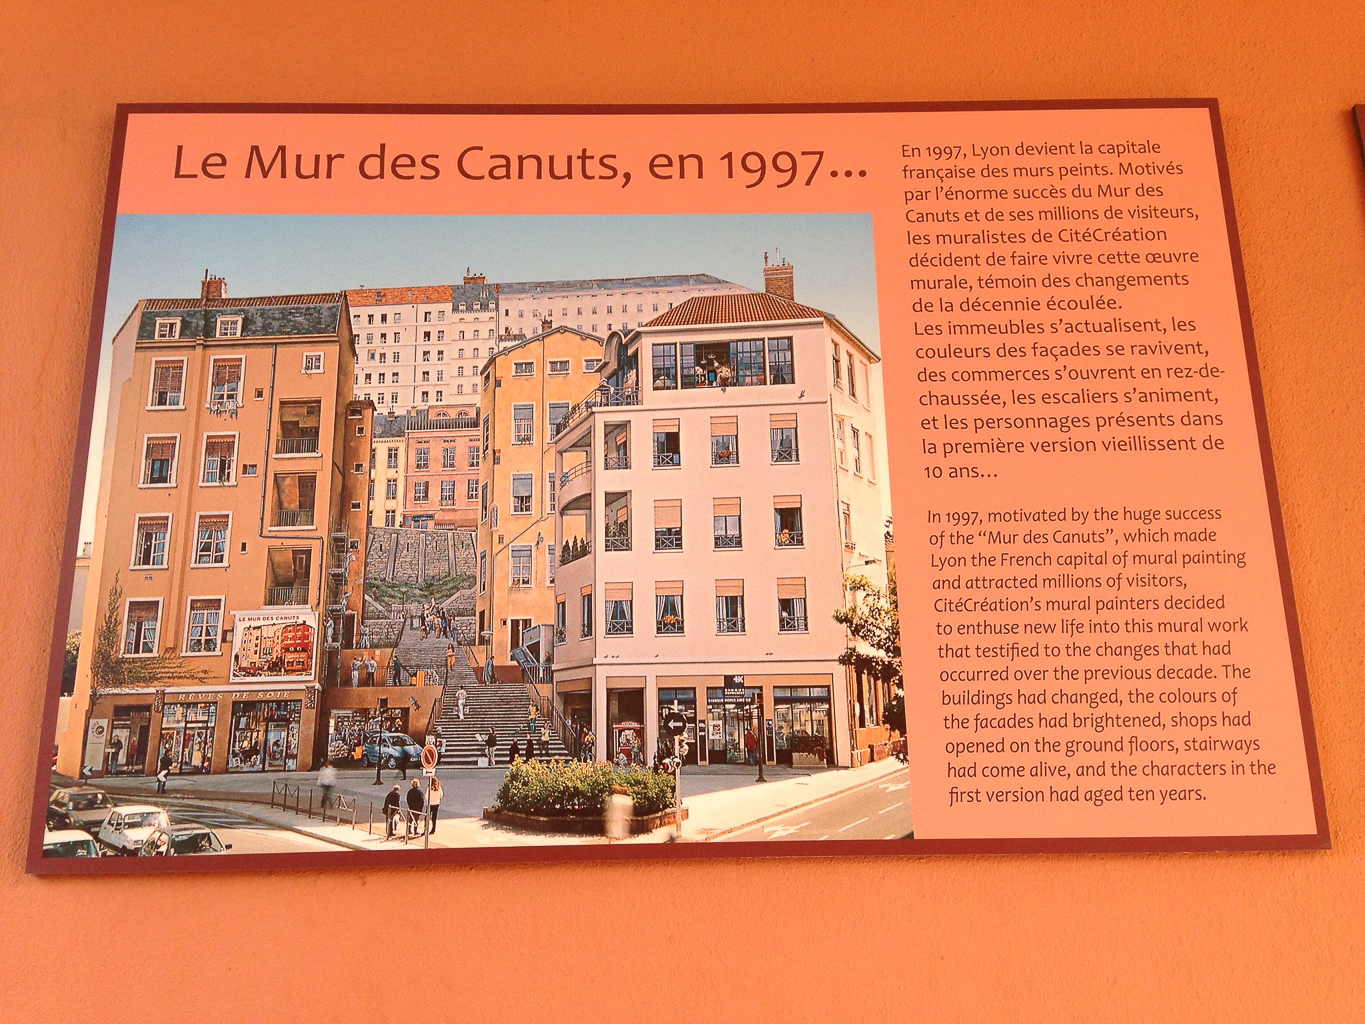 Le Mur des Canuts, en 1997...
En 1997, Lyon devient la capitale
française des murs peints. Motivés
par l'énorme succès du Mur des
Canuts et de ses millions de visiteurs,
les muralistes de CitéCréation
décident de faire vivre cette œuvre
murale, témoin des changements
de la décennie écoulée.
Les immeubles s'actualisent, les
couleurs des façades se ravivent,
des commerces s'ouvrent en rez-de-
chaussée, les escaliers s'animent,
et les personnages présents dans
la première version vieillissent de
10 ans...
In 1997, motivated by the huge success
of the “Mur des Canuts”, which made
Lyon the French capital of mural painting
and attracted millions of visitors,
CitéCréation's mural painters decided
to enthuse new life into this mural work
that testified to the changes that had
occurred over the previous decade. The
buildings had changed, the colours of
the facades had brightened, shops had
opened on the ground floors, stairways
had come alive, and the characters in the
first version had aged ten years.
LE MUR DES CANUTS
RÊVES DE SOIE